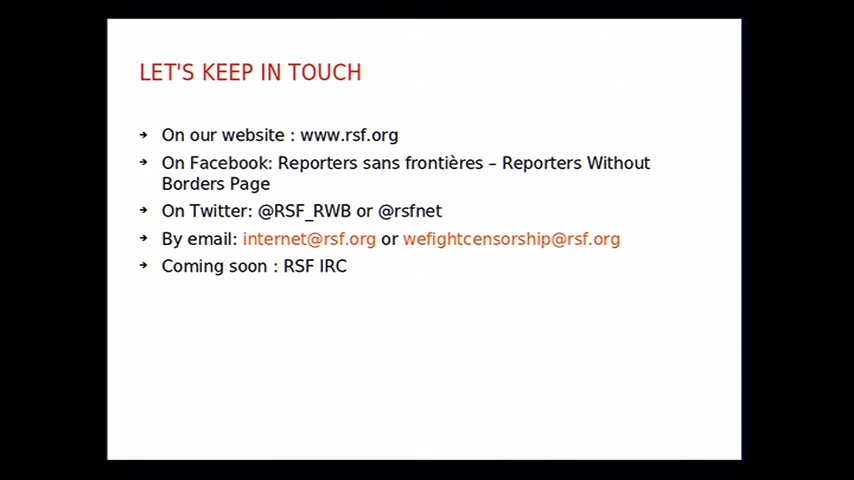 LET'S KEEP IN TOUCH
➔ On our website : www.rsf.org
➔ On Facebook: Reporters sans frontières – Reporters Without
Borders Page
➔ On Twitter: @RSF_RWB or @rsfnet
➔ By email: internet@rsf.org or wefightcensorship@rsf.org
➔ Coming soon : RSF IRC